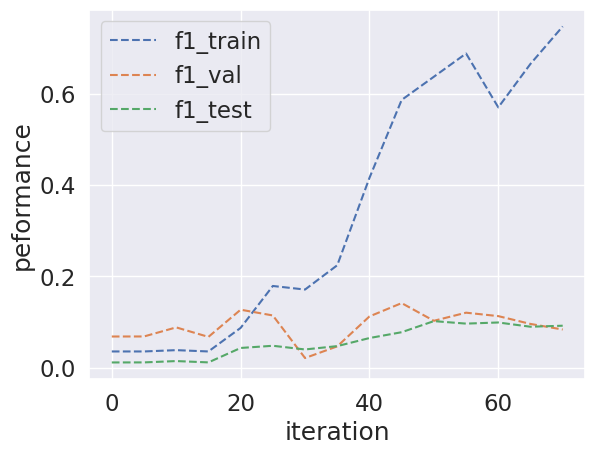 f1_train
f1_val
f1_test
peformance
0.6
0.4
0.2
0.0
0 20 40 60
iteration